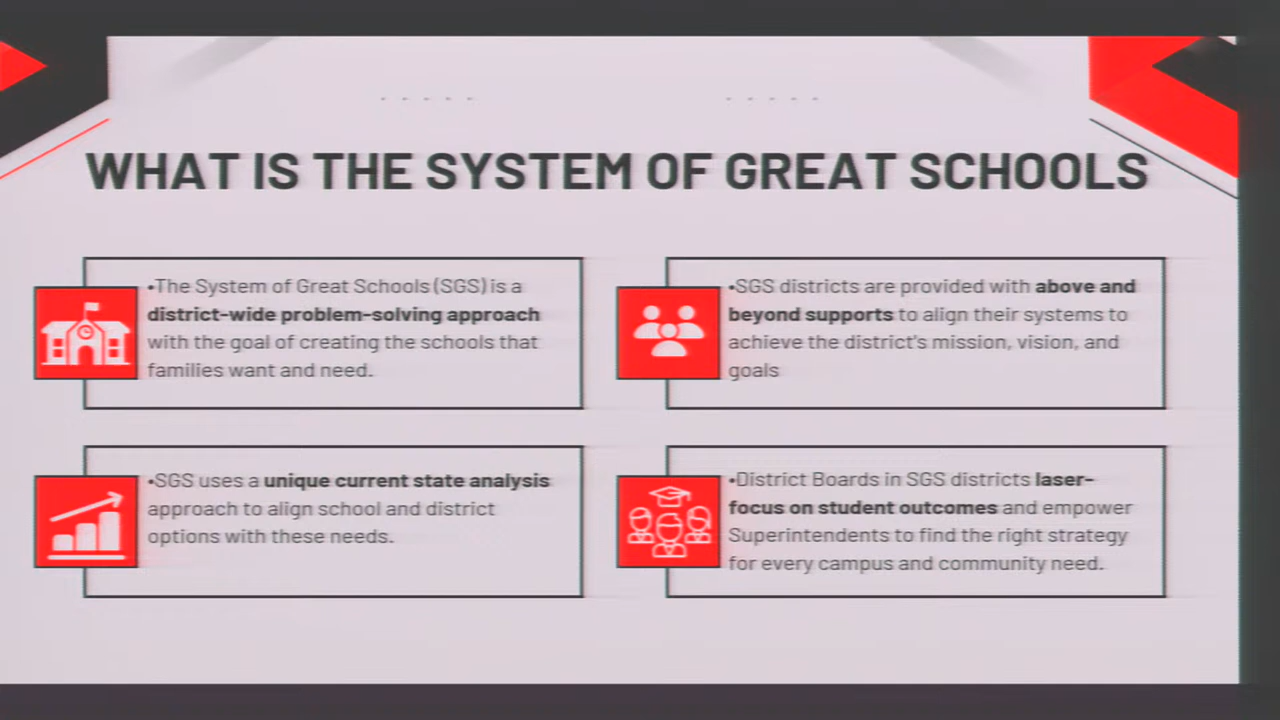 WHAT IS THE SYSTEM OF GREAT SCHOOLS
•The System of Great Schools (SGS) is a
district-wide problem-solving approach
with the goal of creating the schools that
families want and need.
•SGS districts are provided with above and
beyond supports to align their systems to
achieve the district's mission, vision, and
goals
•SGS uses a unique current state analysis
approach to align school and district
options with these needs.
•District Boards in SGS districts laser-
focus on student outcomes and empower
Superintendents to find the right strategy
for every campus and community need.